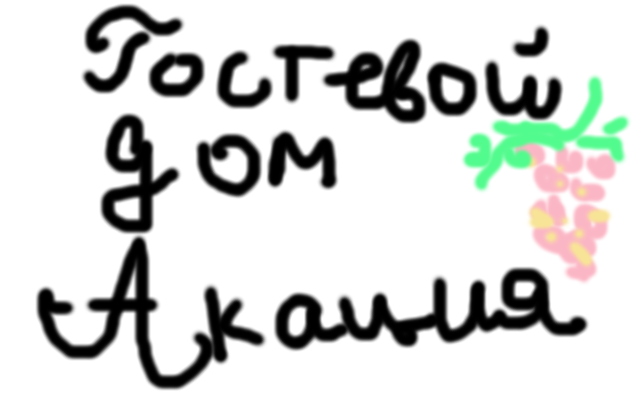 Гостевой
дом
Акация